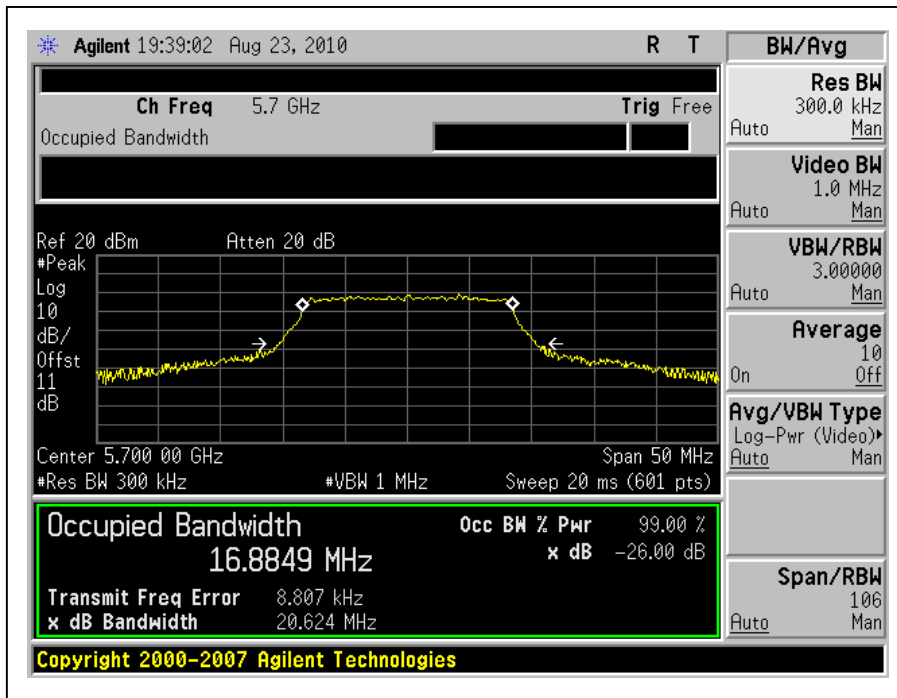 Agilent 19:39:02 Aug 23, 2010 R T
BW/Avg
Ch Freq 5.7 GHz Trig Free
Occupied Bandwidth
Ref 20 dBm Atten 20 dB
#Peak
Log
10
dB/
Offst
11
dB
Center 5.700 00 GHz Span 50 MHz
#Res BW 300 kHz #VBW 1 MHz Sweep 20 ms (601 pts)
Occupied Bandwidth
16.8849 MHz
Occ BW % Pwr 99.00 %
x dB -26.00 dB
Transmit Freq Error 8.807 kHz
x dB Bandwidth 20.624 MHz
Copyright 2000-2007 Agilent Technologies
Res BW
300.0 kHz
Auto Man
Video BW
1.0 MHz
Auto Man
VBW/RBW
3.00000
Auto Man
Average
10
On Off
Avg/VBW Type
Log-Pwr (Video)
Auto Man
Span/RBW
106
Auto Man